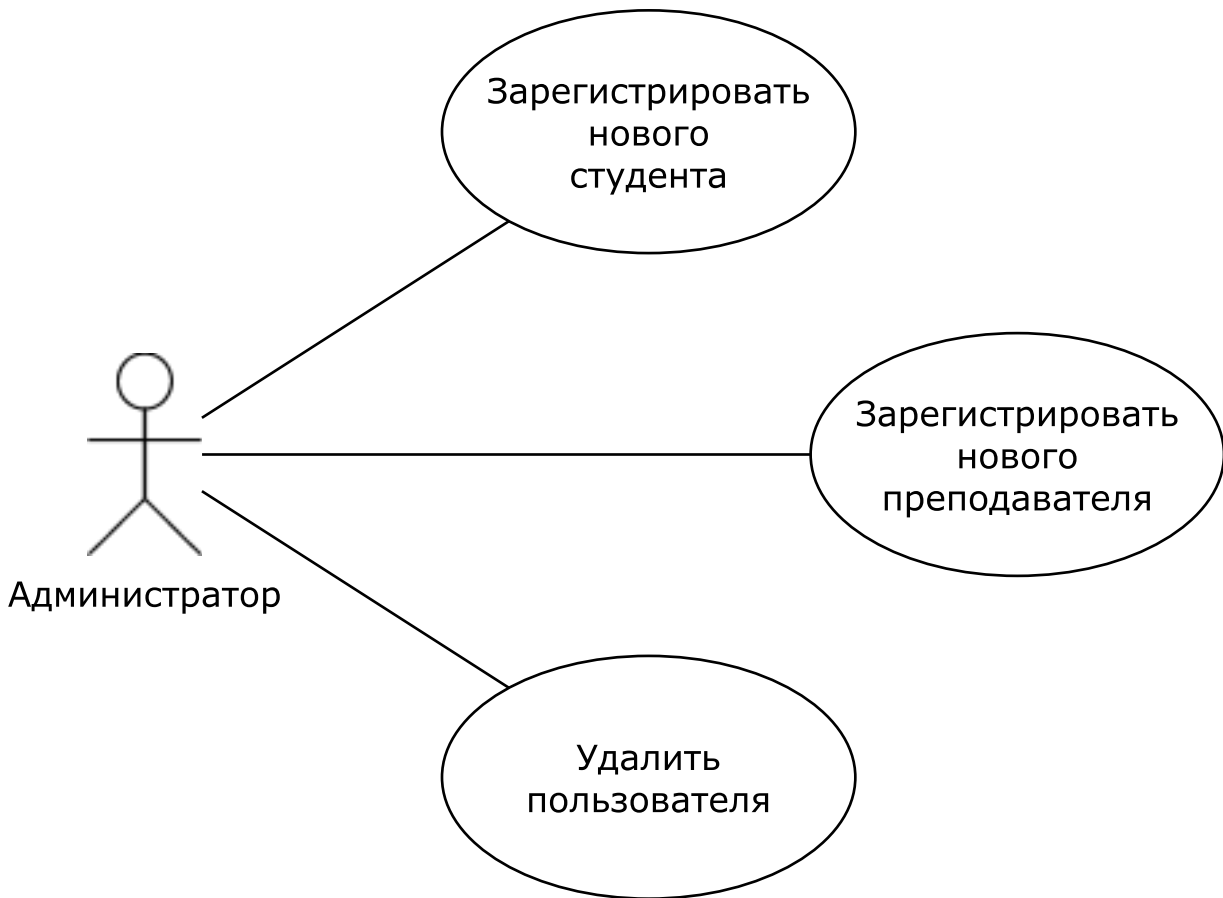 Зарегистрировать
нового
студента
Зарегистрировать
нового
преподавателя
Администратор
Удалить
пользователя